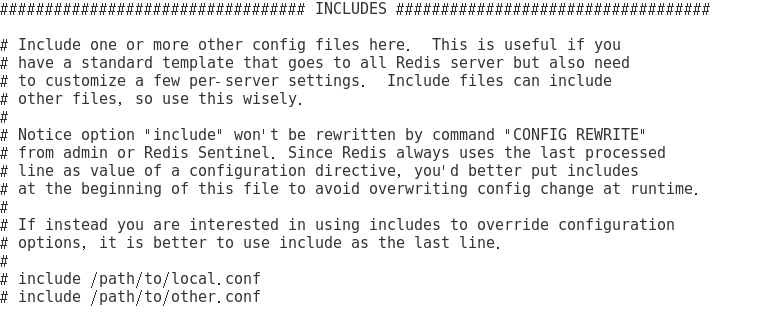 ################################## INCLUDES ###################################

# Include one or more other config files here.  This is useful if you
# have a standard template that goes to all Redis server but also need
# to customize a few per-server settings.  Include files can include
# other files, so use this wisely.
#
# Notice option "include" won't be rewritten by command "CONFIG REWRITE"
# from admin or Redis Sentinel. Since Redis always uses the last processed
# line as value of a configuration directive, you'd better put includes
# at the beginning of this file to avoid overwriting config change at runtime.
#
# If instead you are interested in using includes to override configuration
# options, it is better to use include as the last line.
#
# include /path/to/local.conf
# include /path/to/other.conf